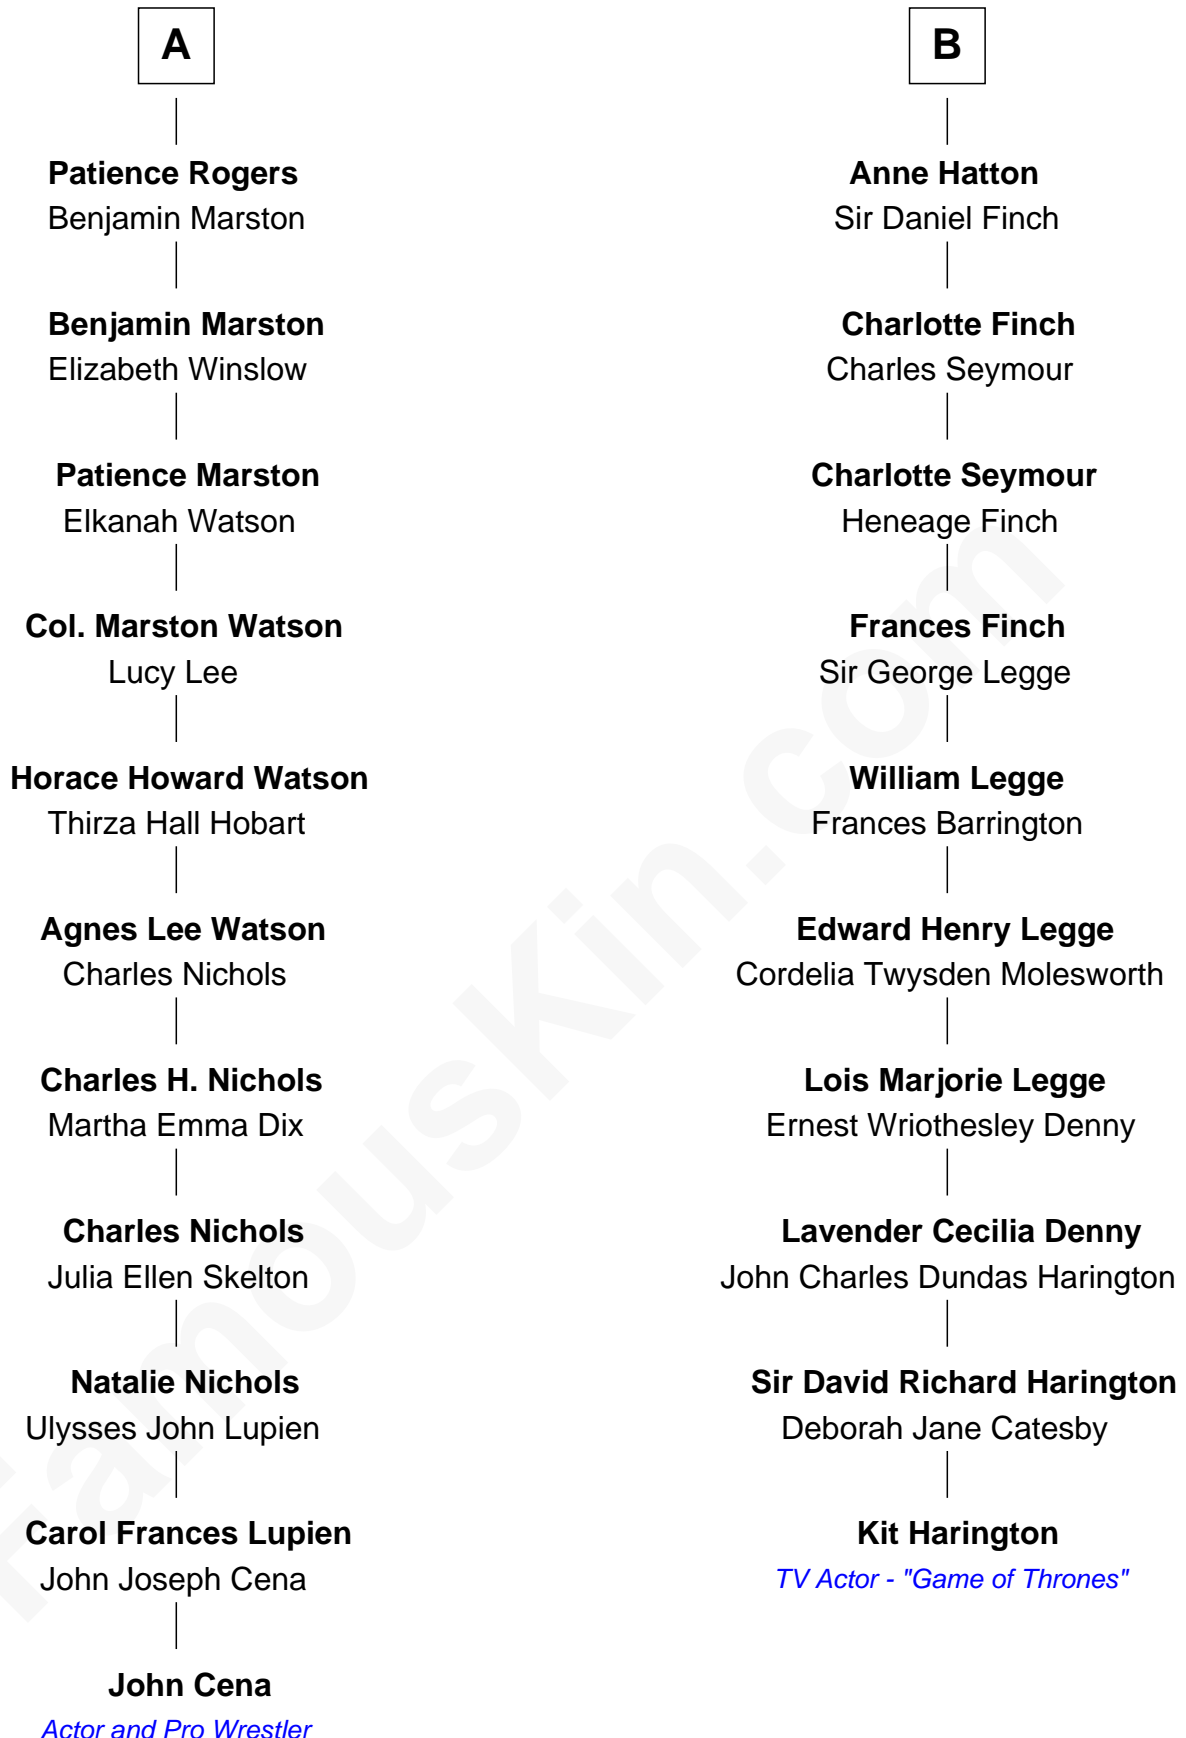 A
Patience Rogers
Benjamin Marston
Benjamin Marston
Elizabeth Winslow
Patience Marston
Elkanah Watson
Col. Marston Watson
Lucy Lee
Horace Howard Watson
Thirza Hall Hobart
Agnes Lee Watson
Charles Nichols
Charles H. Nichols
Martha Emma Dix
Charles Nichols
Julia Ellen Skelton
Natalie Nichols
Ulysses John Lupien
Carol Frances Lupien
John Joseph Cena
John Cena
Actor and Pro Wrestler
B
Anne Hatton
Sir Daniel Finch
Charlotte Finch
Charles Seymour
Charlotte Seymour
Heneage Finch
Frances Finch
Sir George Legge
William Legge
Frances Barrington
Edward Henry Legge
Cordelia Twysden Molesworth
Lois Marjorie Legge
Ernest Wriothesley Denny
Lavender Cecilia Denny
John Charles Dundas Harington
Sir David Richard Harington
Deborah Jane Catesby
Kit Harington
TV Actor - "Game of Thrones"
FamousKin.com